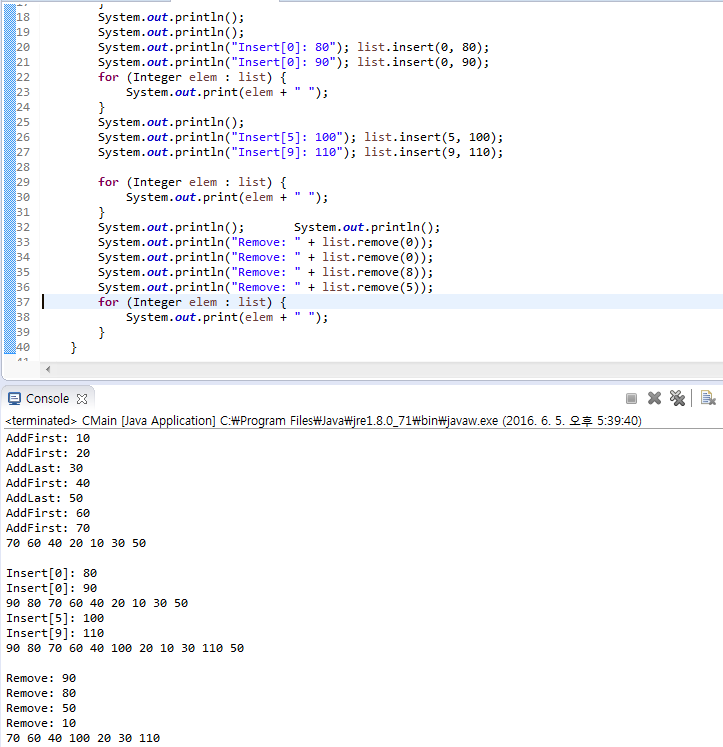 18 System.out.println();
19 System.out.println();
20 System.out.println("Insert[0]: 80"); list.insert(0, 80);
21 System.out.println("Insert[0]: 90"); list.insert(0, 90);
22 for (Integer elem : list) {
23 System.out.print(elem + " ");
24 }
25 System.out.println();
26 System.out.println("Insert[5]: 100"); list.insert(5, 100);
27 System.out.println("Insert[9]: 110"); list.insert(9, 110);
28
29 for (Integer elem : list) {
30 System.out.print(elem + " ");
31 }
32 System.out.println(); System.out.println();
33 System.out.println("Remove: " + list.remove(0));
34 System.out.println("Remove: " + list.remove(0));
35 System.out.println("Remove: " + list.remove(8));
36 System.out.println("Remove: " + list.remove(5));
37 for (Integer elem : list) {
38 System.out.print(elem + " ");
39 }
40 }
Console
<terminated> CMain [Java Application] C:₩Program Files₩Java₩jre1.8.0_71₩bin₩javaw.exe (2016. 6. 5. 오후 5:39:40)
AddFirst: 10
AddFirst: 20
AddLast: 30
AddFirst: 40
AddLast: 50
AddFirst: 60
AddFirst: 70
70 60 40 20 10 30 50
Insert[0]: 80
Insert[0]: 90
90 80 70 60 40 20 10 30 50
Insert[5]: 100
Insert[9]: 110
90 80 70 60 40 100 20 10 30 110 50
Remove: 90
Remove: 80
Remove: 50
Remove: 10
70 60 40 100 20 30 110